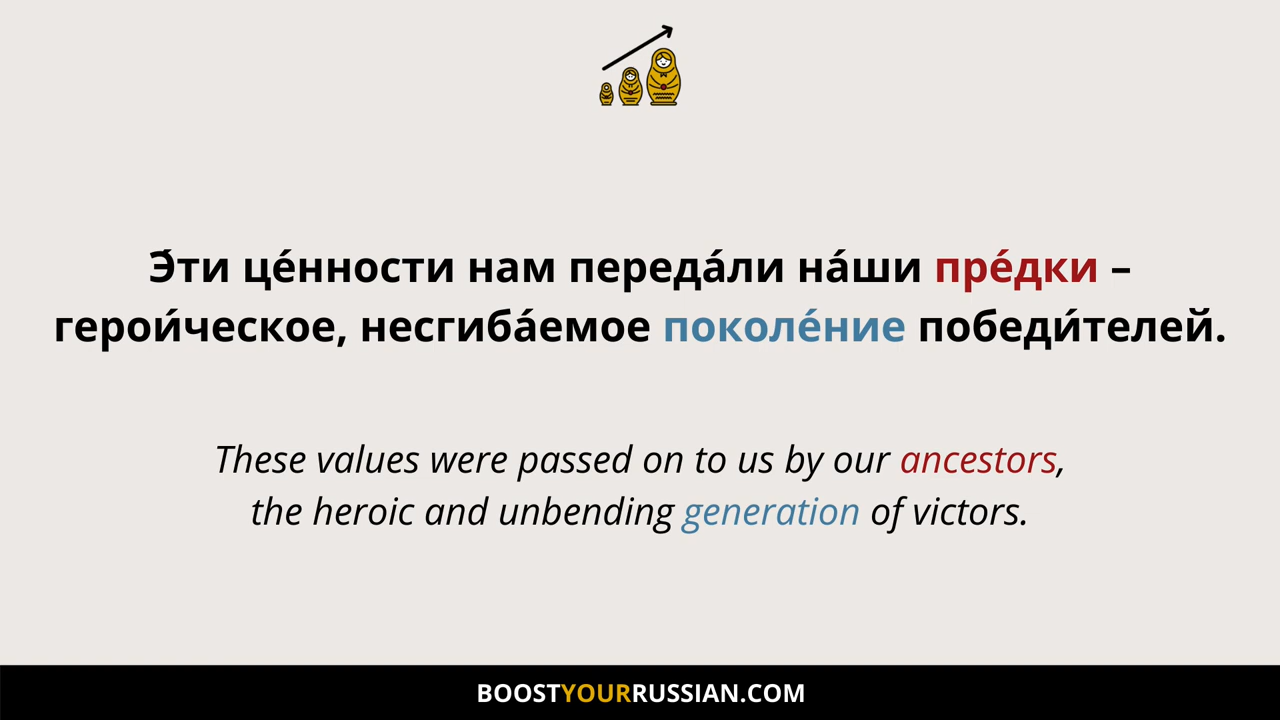 Э́ти це́нности нам переда́ли на́ши пре́дки –
герои́ческое, несгиба́емое поколе́ние победи́телей.
These values were passed on to us by our ancestors,
the heroic and unbending generation of victors.
BOOSTYOURRUSSIAN.COM